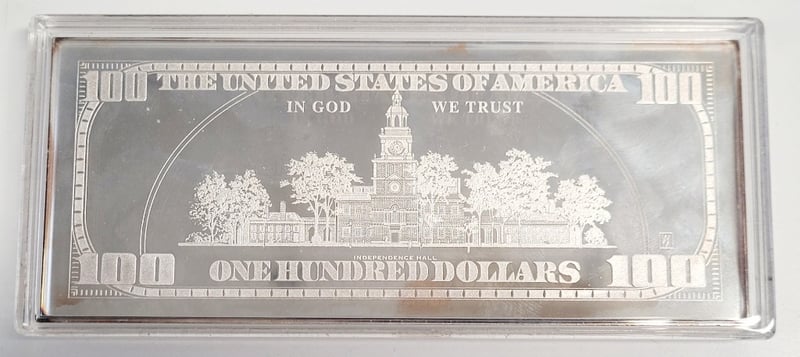 100 THE UNITED STATES OF AMERICA 100
IN GOD WE TRUST
INDEPENDENCE HALL
100 ONE HUNDRED DOLLARS 100